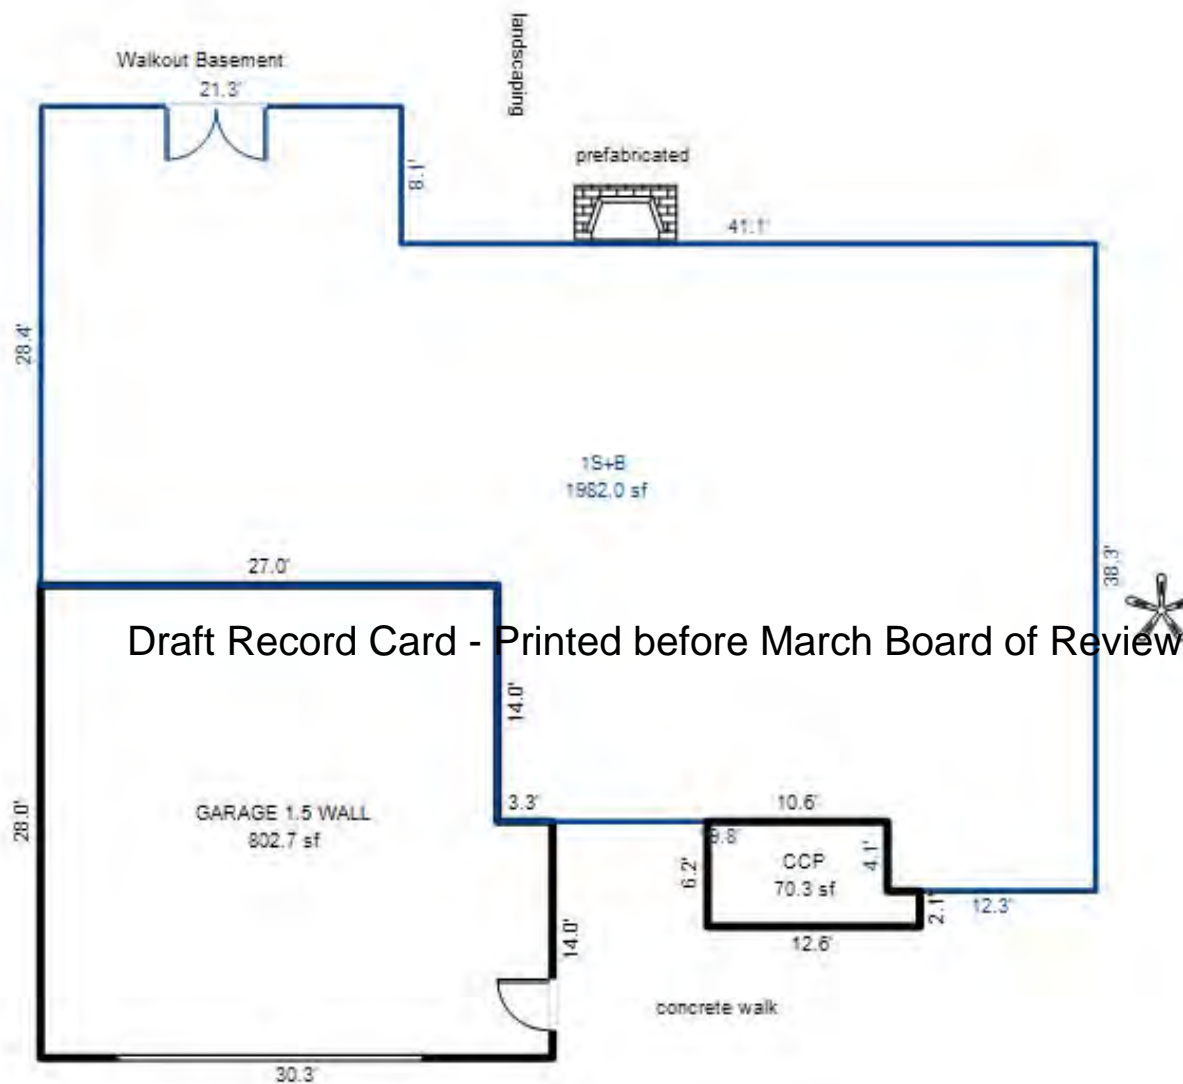 landscaping
Walkout Basement
21.3'
prefabricated
8.1'
41.1'
28.4'
1S+B
1982.0 sf
38.3'
27.0'
Draft Record Card - Printed before March Board of Review
14.0'
3.3'
10.6'
28.0'
GARAGE 1.5 WALL
802.7 sf
9.8'
6.2'
CCP
70.3 sf
4.1'
2.1'
12.3'
12.6'
14.0'
concrete walk
30.3'